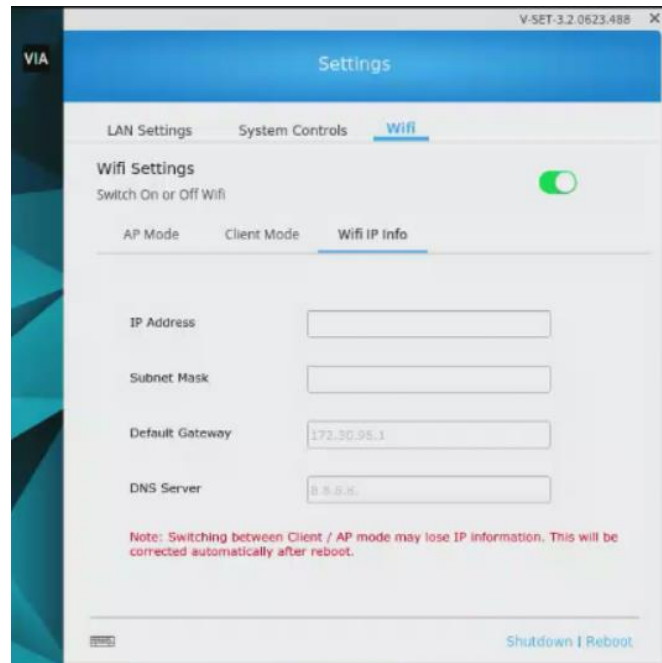 V-SET-3.2.0623.488 X
VIA
Settings
LAN Settings System Controls Wifi
Wifi Settings
Switch On or Off Wifi
AP Mode Client Mode Wifi IP Info
IP Address
Subnet Mask
Default Gateway 172.30.95.1
DNS Server 8.8.8.8.
Note: Switching between Client / AP mode may lose IP information. This will be
corrected automatically after reboot.
Shutdown | Reboot